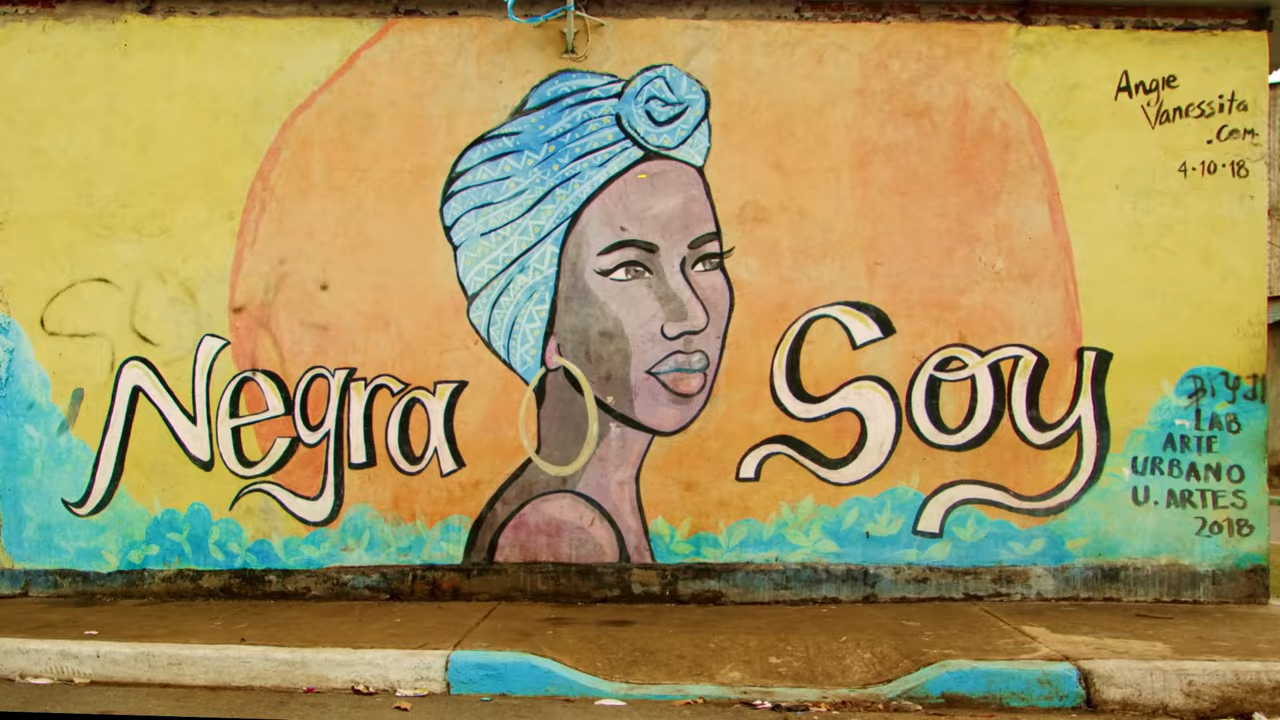 Negra Soy
Angie
Vanessita
.com
4·10·18
LAB
ARTE
URBANO
U. ARTES
2018